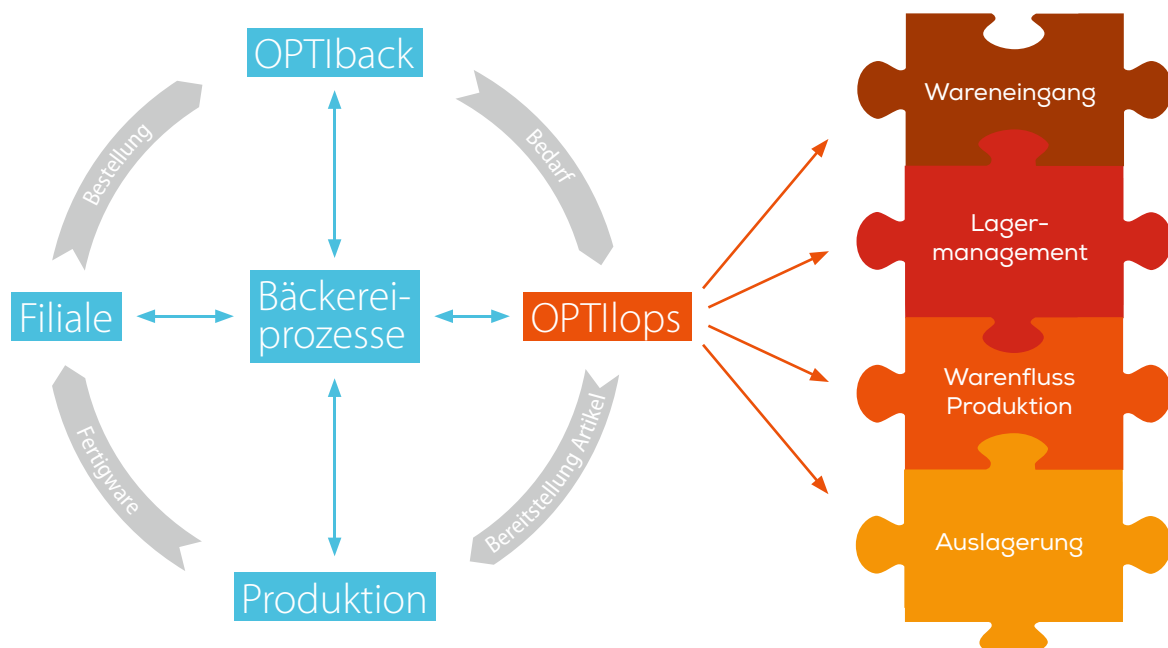 OPTIback
Bestellung
Bedarf
Filiale
Bäckerei-
prozesse
OPTIlops
Fertigware
Bereitstellung Artikel
Produktion
Wareneingang
Lager-
management
Warenfluss
Produktion
Auslagerung